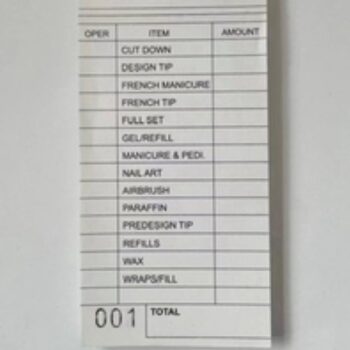 OPER ITEM AMOUNT
CUT DOWN
DESIGN TIP
FRENCH MANICURE
FRENCH TIP
FULL SET
GEL/REFILL
MANICURE & PEDI.
NAIL ART
AIRBRUSH
PARAFFIN
PREDESIGN TIP
REFILLS
WAX
WRAPS/FILL
001 TOTAL